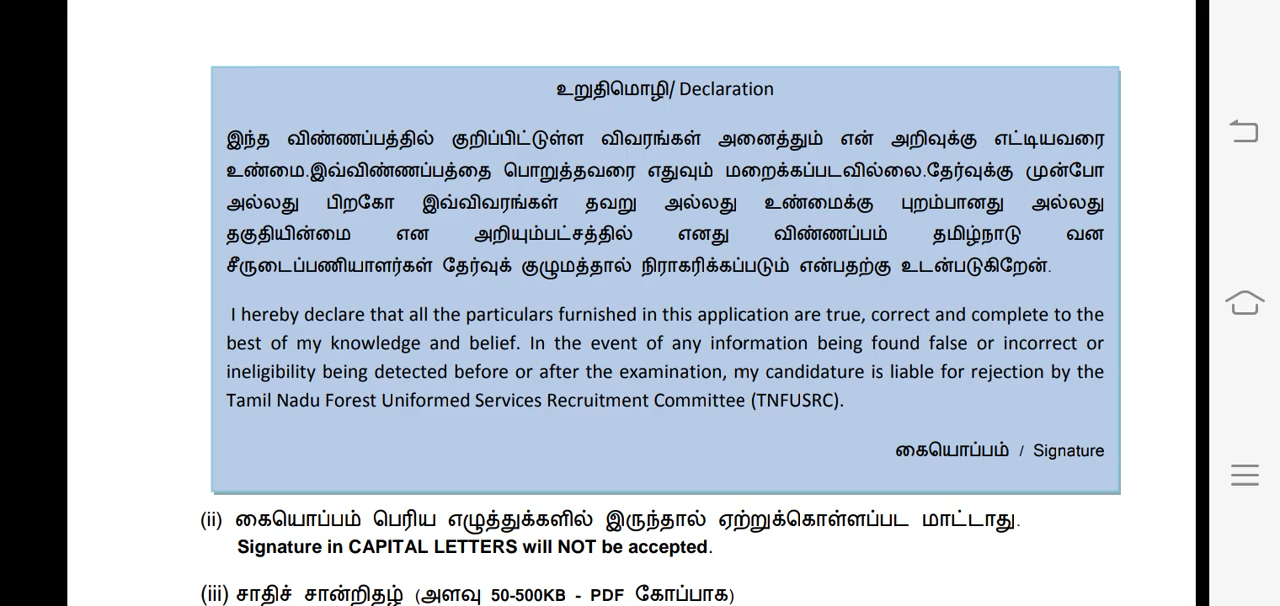 உறுதிமொழி/ Declaration
இந்த விண்ணப்பத்தில் குறிப்பிட்டுள்ள விவரங்கள் அனைத்தும் என் அறிவுக்கு எட்டியவரை
உண்மை.இவ்விண்ணப்பத்தை பொறுத்தவரை எதுவும் மறைக்கப்படவில்லை.தேர்வுக்கு முன்போ
அல்லது பிறகோ இவ்விவரங்கள் தவறு அல்லது உண்மைக்கு புறம்பானது அல்லது
தகுதியின்மை என அறியும்பட்சத்தில் எனது விண்ணப்பம் தமிழ்நாடு வன
சீருடைப்பணியாளர்கள் தேர்வுக் குழுமத்தால் நிராகரிக்கப்படும் என்பதற்கு உடன்படுகிறேன்.
I hereby declare that all the particulars furnished in this application are true, correct and complete to the
best of my knowledge and belief. In the event of any information being found false or incorrect or
ineligibility being detected before or after the examination, my candidature is liable for rejection by the
Tamil Nadu Forest Uniformed Services Recruitment Committee (TNFUSRC).
கையொப்பம் / Signature
(ii) கையொப்பம் பெரிய எழுத்துக்களில் இருந்தால் ஏற்றுக்கொள்ளப்பட மாட்டாது.
Signature in CAPITAL LETTERS will NOT be accepted.
(iii) சாதிச் சான்றிதழ் (அளவு 50-500KB - PDF கோப்பாக)